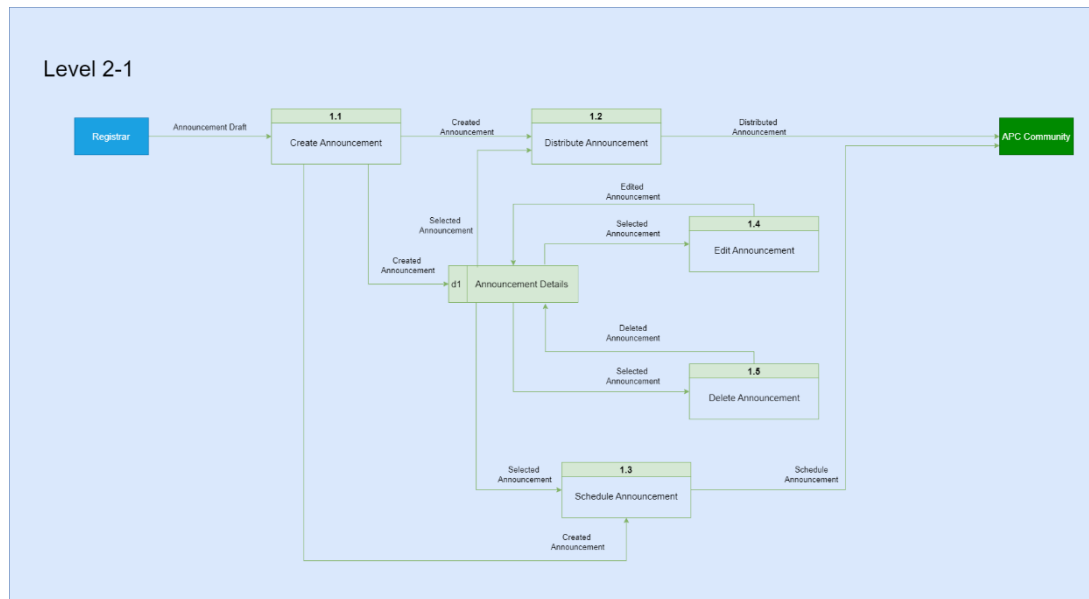 Level 2-1
Registrar
Announcement Draft
1.1
Create Announcement
Created
Announcement
1.2
Distribute Announcement
Distributed
Announcement
APC Community
Selected
Announcement
Edited
Announcement
Selected
Announcement
1.4
Edit Announcement
Created
Announcement
d1
Announcement Details
Deleted
Announcement
Selected
Announcement
1.5
Delete Announcement
Selected
Announcement
1.3
Schedule Announcement
Schedule
Announcement
Created
Announcement